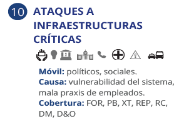 10 ATAQUES A
INFRAESTRUCTURAS
CRÍTICAS
Móvil: políticos, sociales.
Causa: vulnerabilidad del sistema,
mala praxis de empleados.
Cobertura: FOR, PB, XT, REP, RC,
DM, D&O